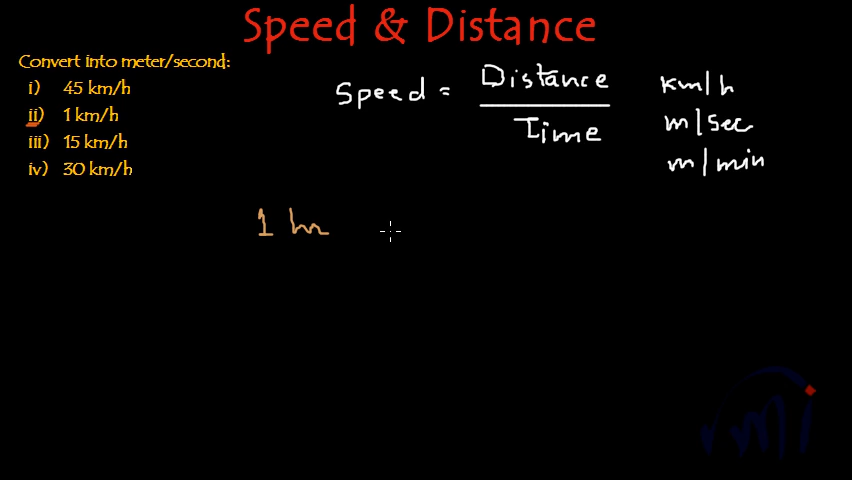 Speed & Distance
Convert into meter/second:
i) 45 km/h
ii) 1 km/h
iii) 15 km/h
iv) 30 km/h
Speed = Distance
Time
km/h
m/sec
m/min
1 hr